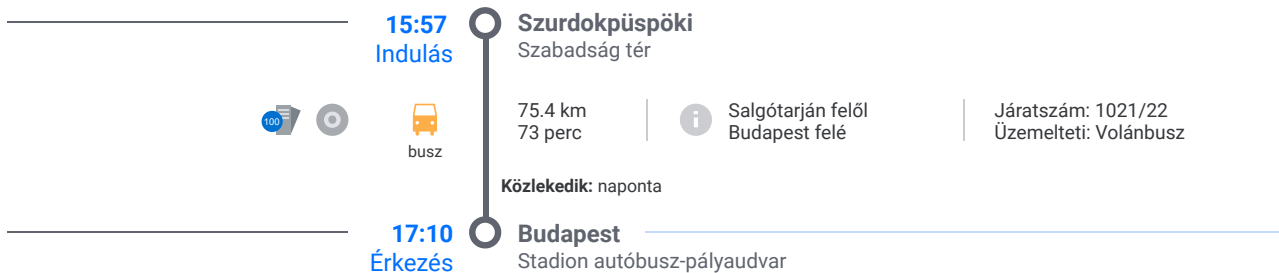 15:57 Szurdokpüspöki
Indulás Szabadság tér
100
busz
75.4 km
73 perc
Salgótarján felől
Budapest felé
Járatszám: 1021/22
Üzemelteti: Volánbusz
Közlekedik: naponta
17:10 Budapest
Érkezés Stadion autóbusz-pályaudvar